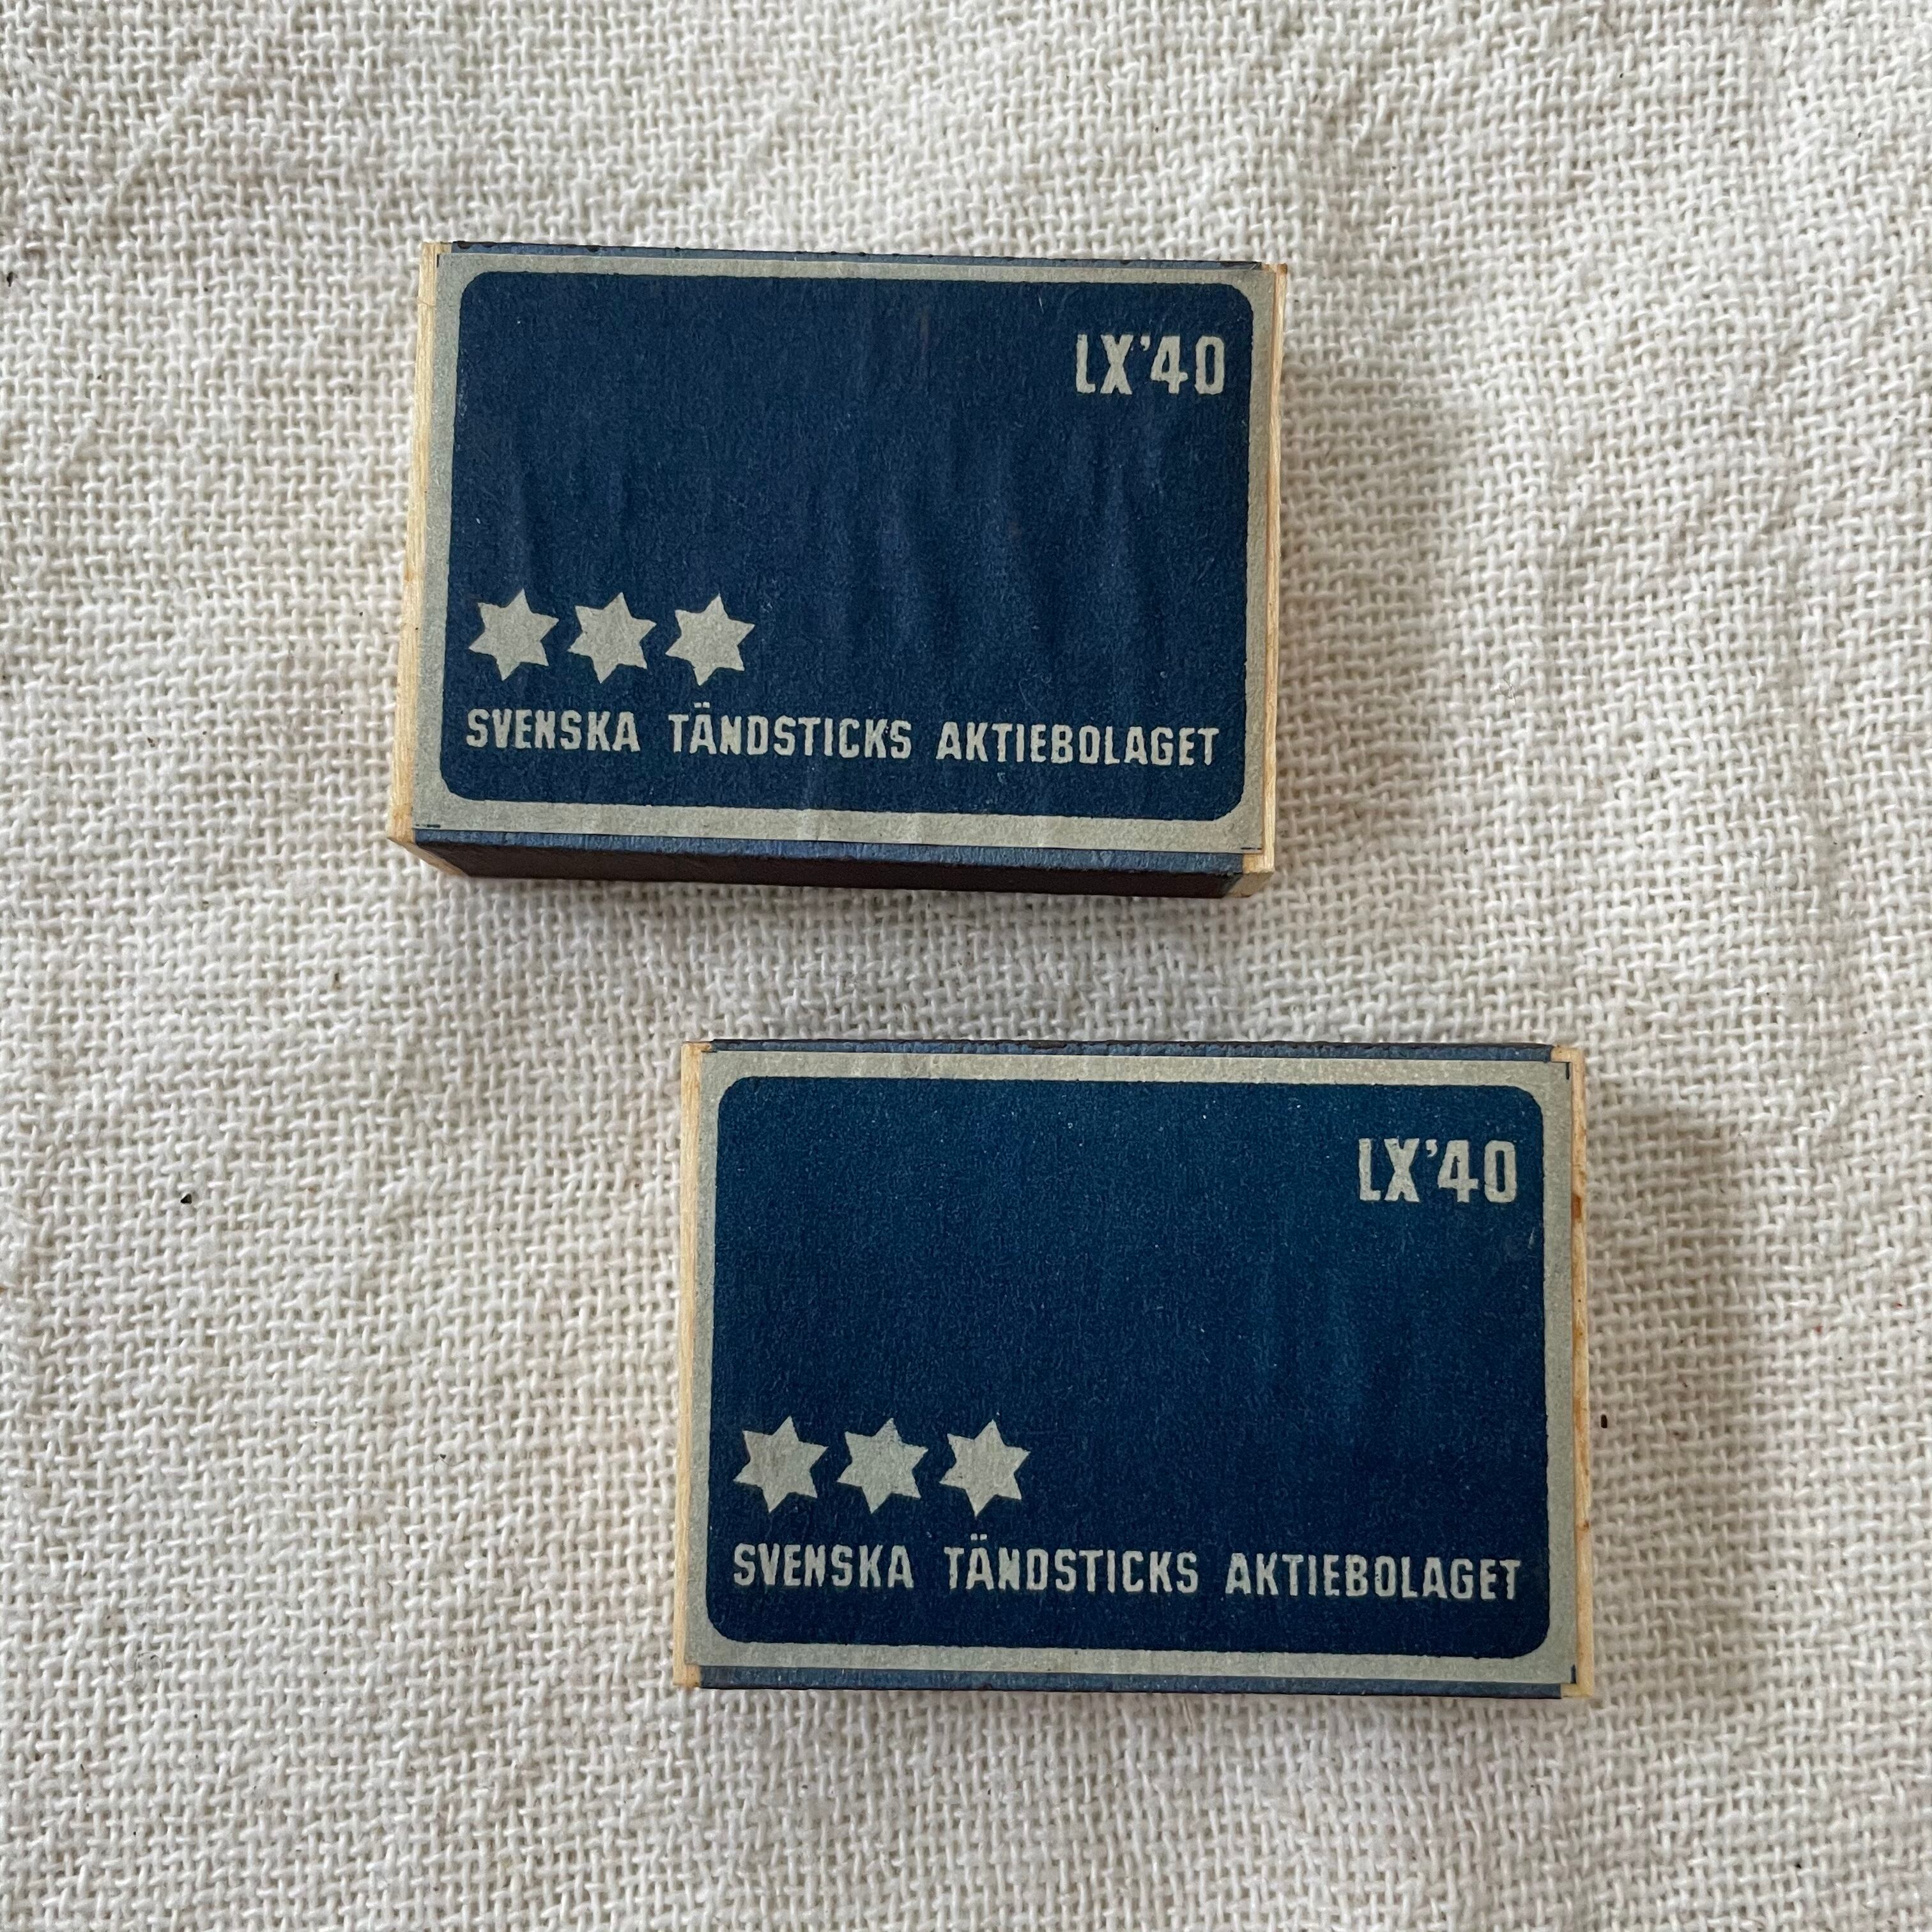 LX'40
SVENSKA TÄNDSTICKS AKTIEBOLAGET
LX'40
SVENSKA TÄNDSTICKS AKTIEBOLAGET